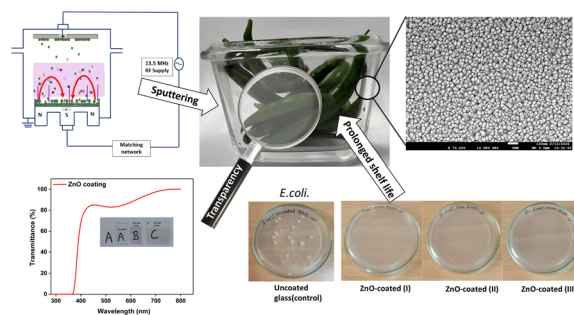 13.5 MHz
RF Supply
Matching
network
N
S
N
Sputtering
Transparency
Prolonged shelf life
ZnO coating
A
A
B
C
Transmittance (%)
100
80
60
40
20
0
300
400
500
600
700
800
Wavelength (nm)
E.coli.
Uncoated
glass(control)
ZnO-coated (I)
ZnO-coated (II)
ZnO-coated (III